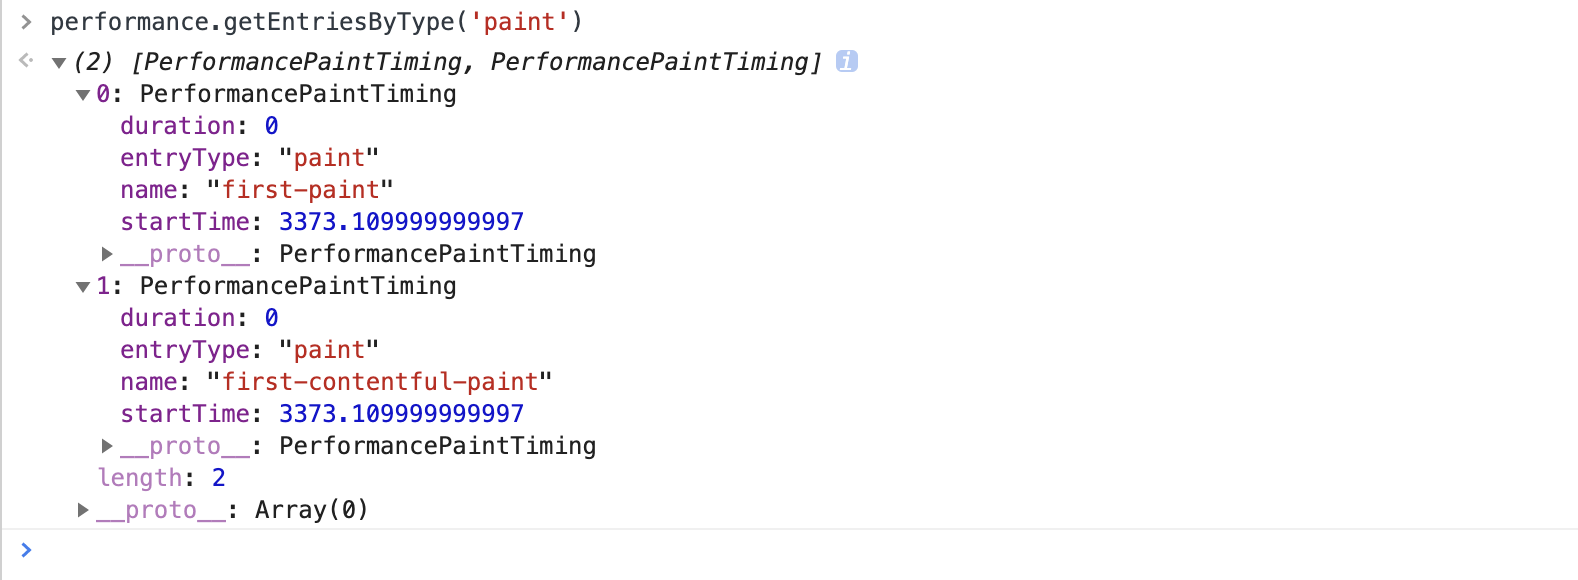 > performance.getEntriesByType('paint')
<· ▼(2) [PerformancePaintTiming, PerformancePaintTiming] i
▼0: PerformancePaintTiming
duration: 0
entryType: "paint"
name: "first-paint"
startTime: 3373.109999999997
▶__proto__: PerformancePaintTiming
▼1: PerformancePaintTiming
duration: 0
entryType: "paint"
name: "first-contentful-paint"
startTime: 3373.109999999997
▶__proto__: PerformancePaintTiming
length: 2
▶__proto__: Array(0)
>